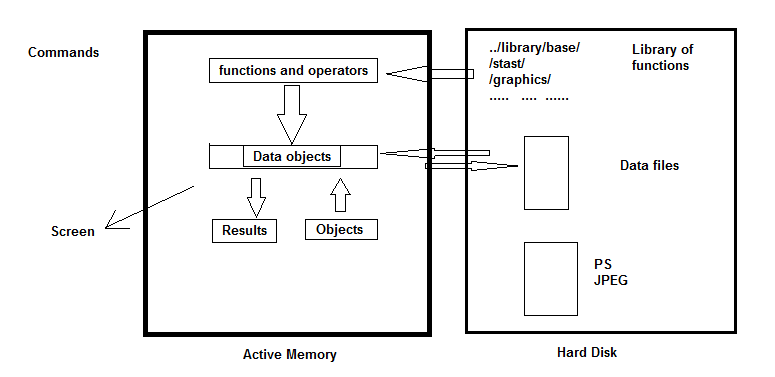 Commands
functions and operators
Data objects
Results
Objects
Screen
Active Memory
../library/base/
/stast/
/graphics/
..... .... ......
Library of
functions
Data files
PS
JPEG
Hard Disk